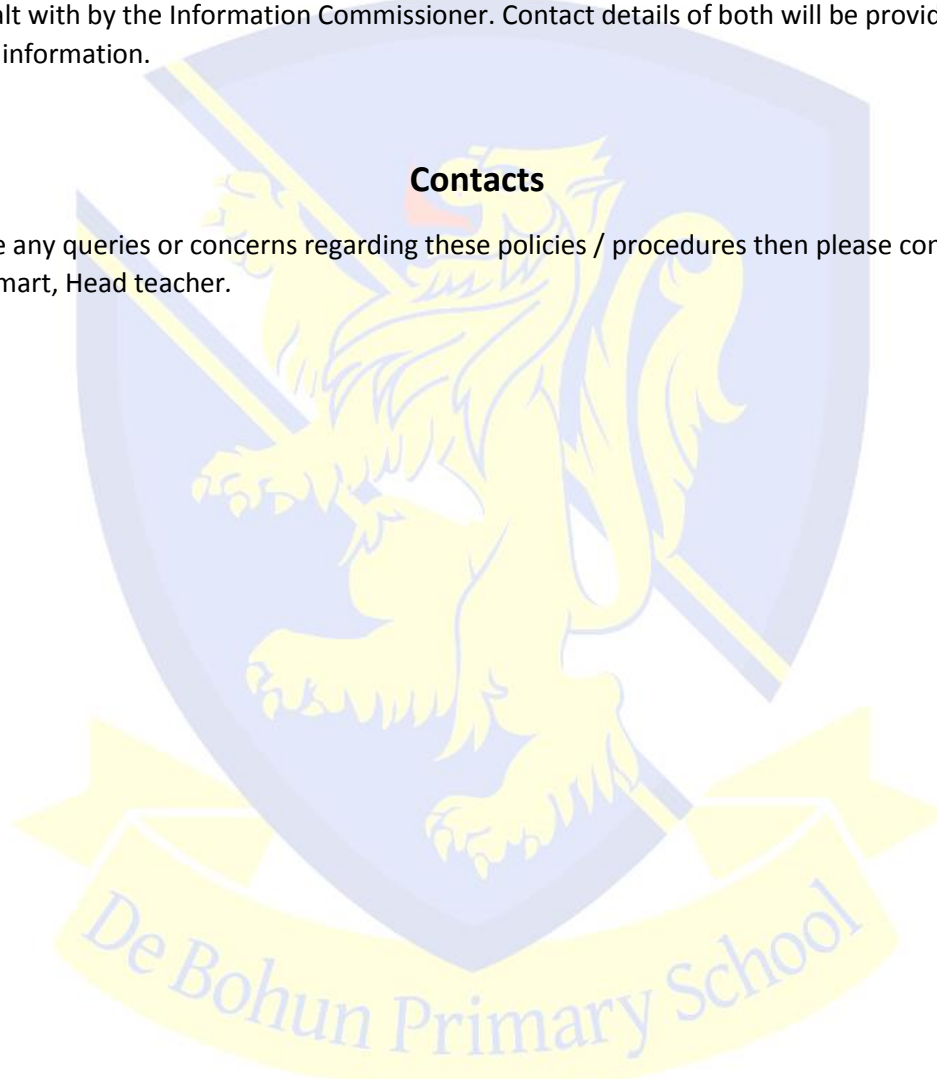 alt with by the Information Commissioner. Contact details of both will be provid
information.
Contacts
e any queries or concerns regarding these policies / procedures then please con
mart, Head teacher.
De Bohun Primary School